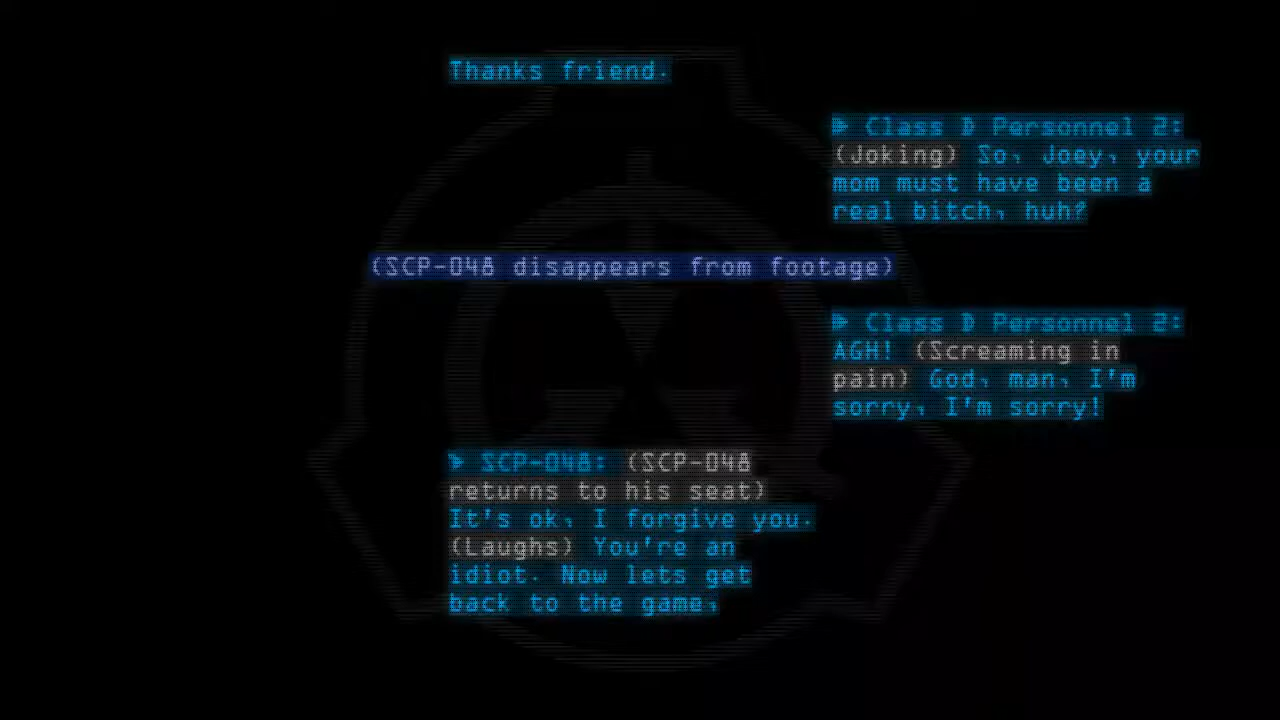 Thanks friend.
► Class D Personnel 2:
(Joking) So, Joey, your
mom must have been a
real bitch, huh?
(SCP-048 disappears from footage)
► Class D Personnel 2:
AGH! (Screaming in
pain) God, man, I'm
sorry, I'm sorry!
► SCP-048: (SCP-048
returns to his seat)
It's ok, I forgive you.
(Laughs) You're an
idiot. Now lets get
back to the game,